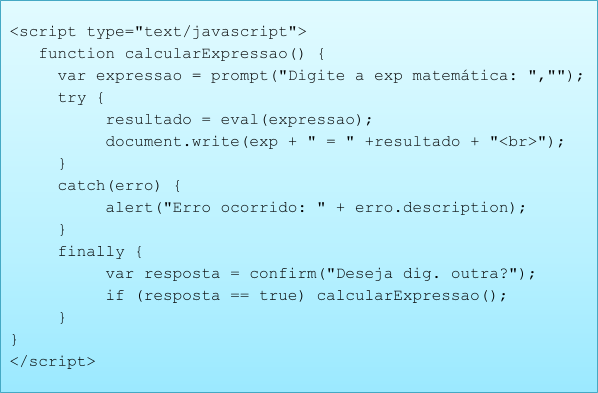 <script type="text/javascript">
function calcularExpressao() {
var expressao = prompt("Digite a exp matemática: ","");
try {
resultado = eval(expressao);
document.write(exp + " = " +resultado + "<br>");
}
catch(erro) {
alert("Erro ocorrido: " + erro.description);
}
finally {
var resposta = confirm("Deseja dig. outra?");
if (resposta == true) calcularExpressao();
}
}
</script>